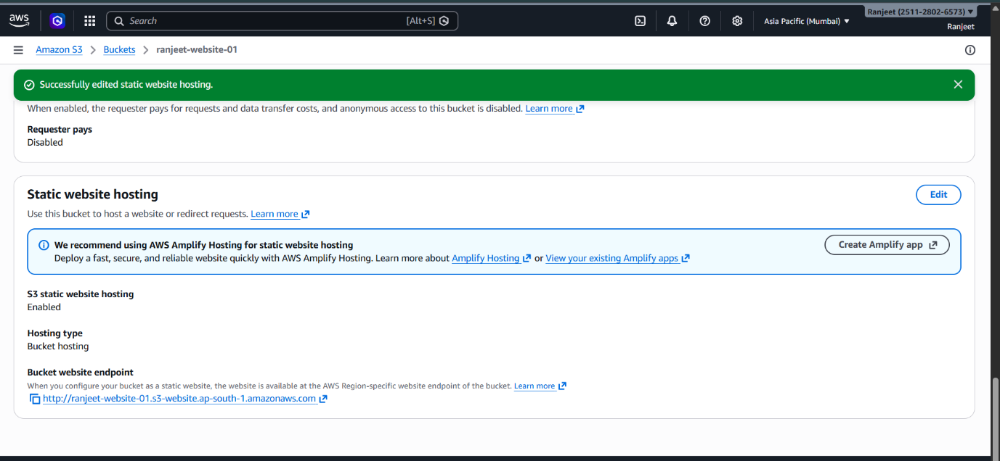 aws
Search [Alt+S]
Asia Pacific (Mumbai) ▼
Ranjeet (2511-2802-6573) ▼
Ranjeet
Amazon S3 > Buckets > ranjeet-website-01
Successfully edited static website hosting.
When enabled, the requester pays for requests and data transfer costs, and anonymous access to this bucket is disabled. Learn more
Requester pays
Disabled
Static website hosting
Edit
Use this bucket to host a website or redirect requests. Learn more
We recommend using AWS Amplify Hosting for static website hosting
Create Amplify app
Deploy a fast, secure, and reliable website quickly with AWS Amplify Hosting. Learn more about Amplify Hosting or View your existing Amplify apps
S3 static website hosting
Enabled
Hosting type
Bucket hosting
Bucket website endpoint
When you configure your bucket as a static website, the website is available at the AWS Region-specific website endpoint of the bucket. Learn more
http://ranjeet-website-01.s3-website.ap-south-1.amazonaws.com